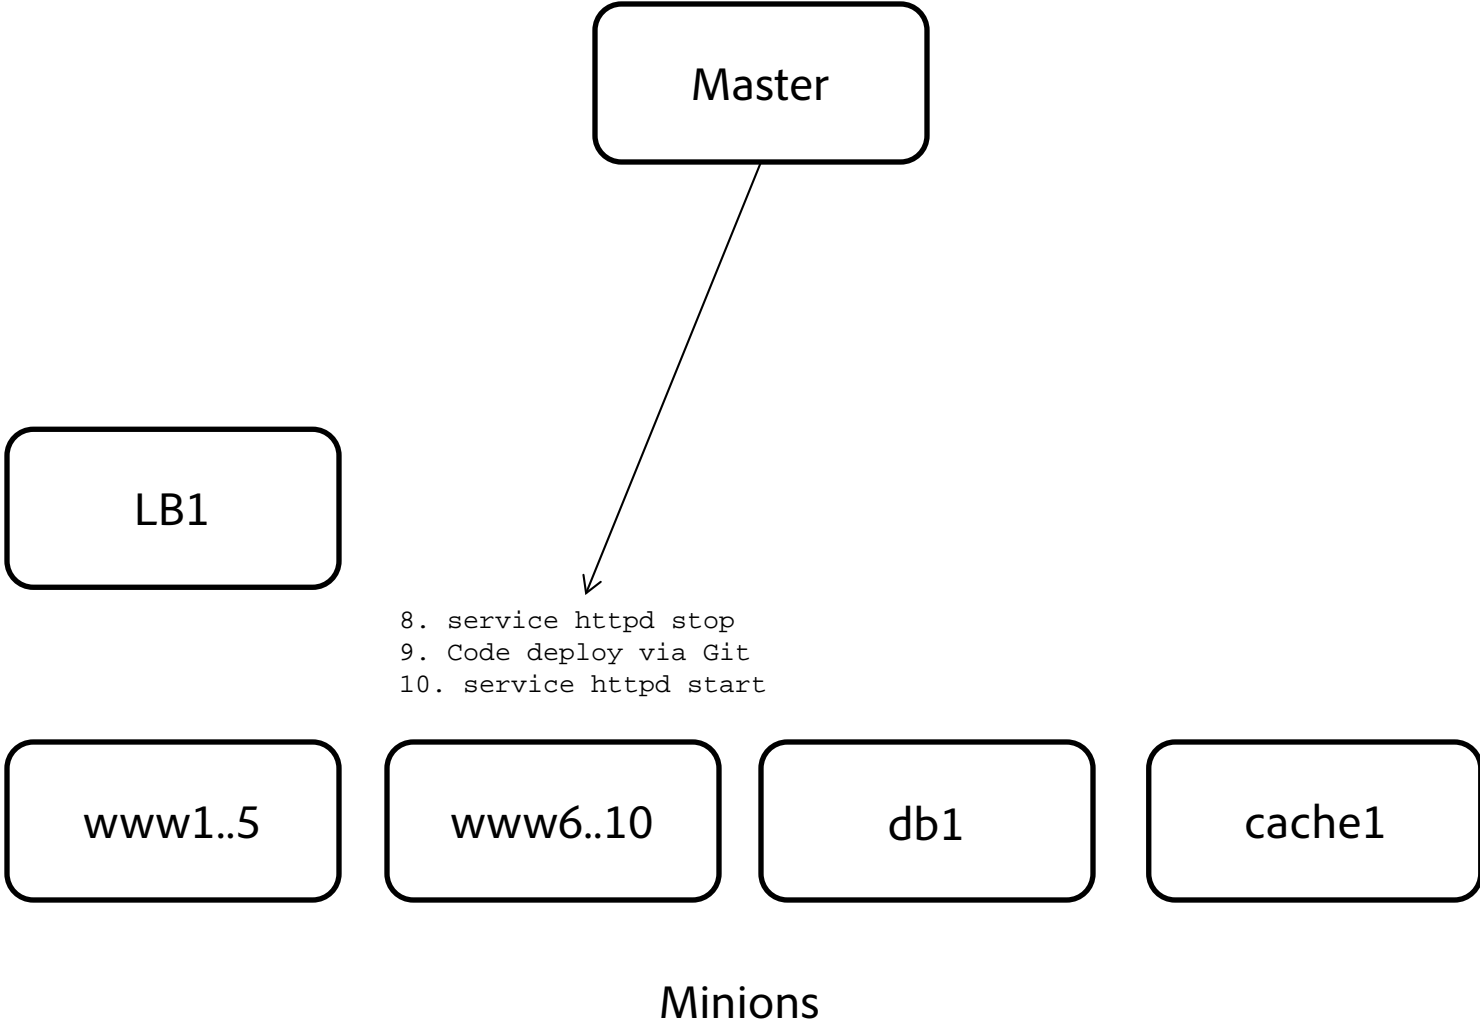 Master
LB1
8. service httpd stop
9. Code deploy via Git
10. service httpd start
www1..5
www6..10
db1
cache1
Minions